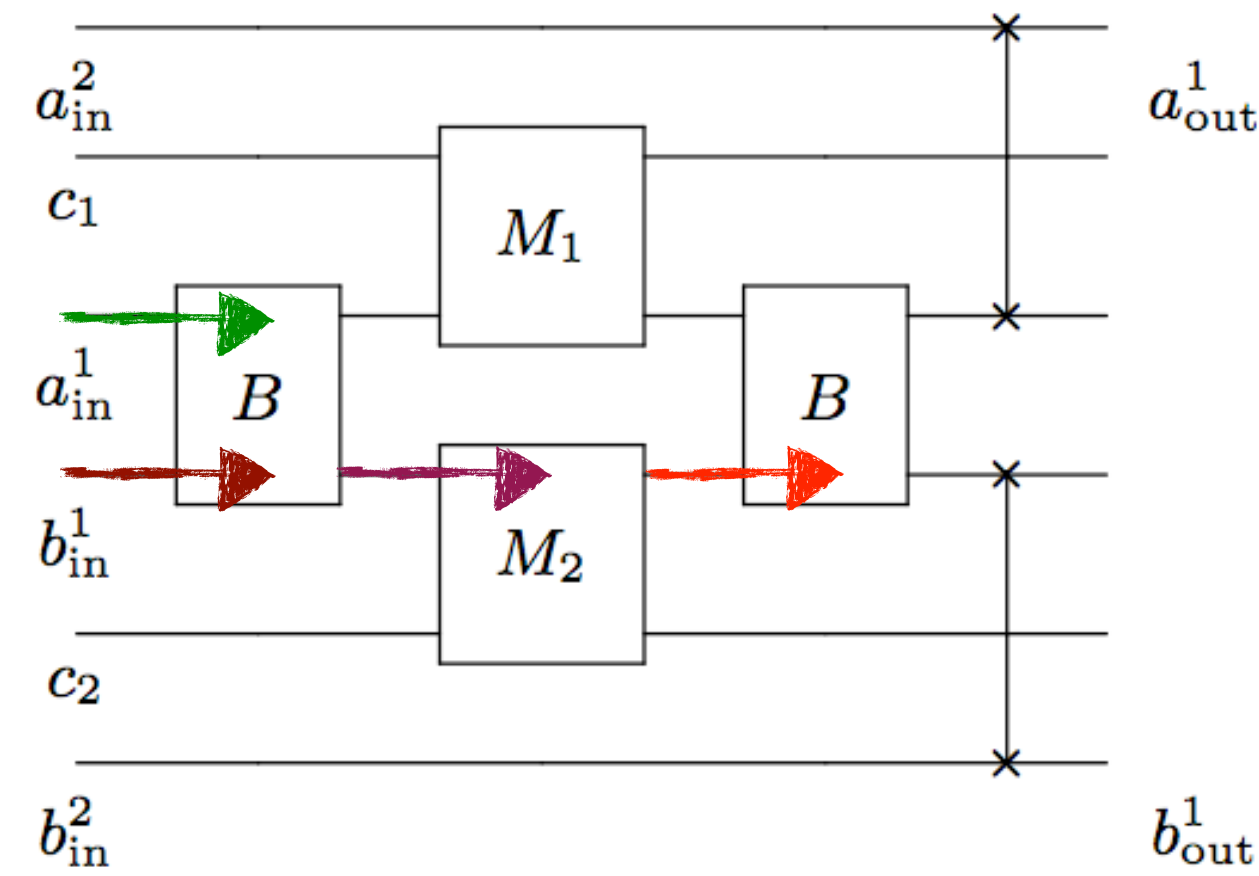 a²ᵢₙ a¹ₒᵤₜ
c₁
M₁
a¹ᵢₙ B B
b¹ᵢₙ M₂
c₂
b²ᵢₙ b¹ₒᵤₜ